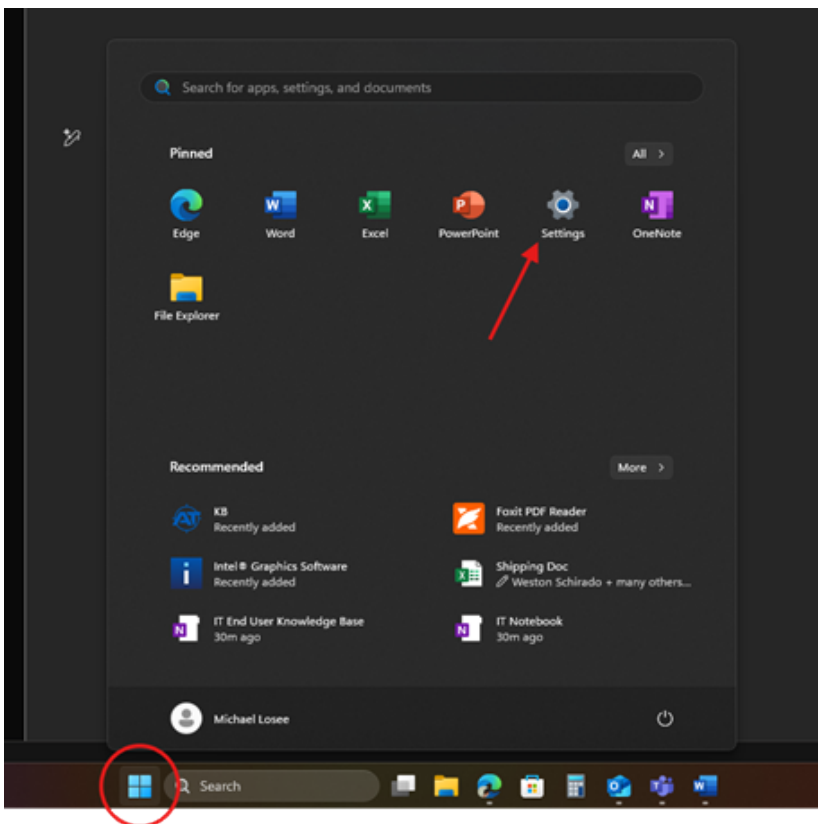 Search for apps, settings, and documents
Pinned
All >
Edge
Word
Excel
PowerPoint
Settings
OneNote
File Explorer
Recommended
More >
KB
Recently added
Foxit PDF Reader
Recently added
Intel® Graphics Software
Recently added
Shipping Doc
Weston Schirado + many others...
IT End User Knowledge Base
30m ago
IT Notebook
30m ago
Michael Losee
Search